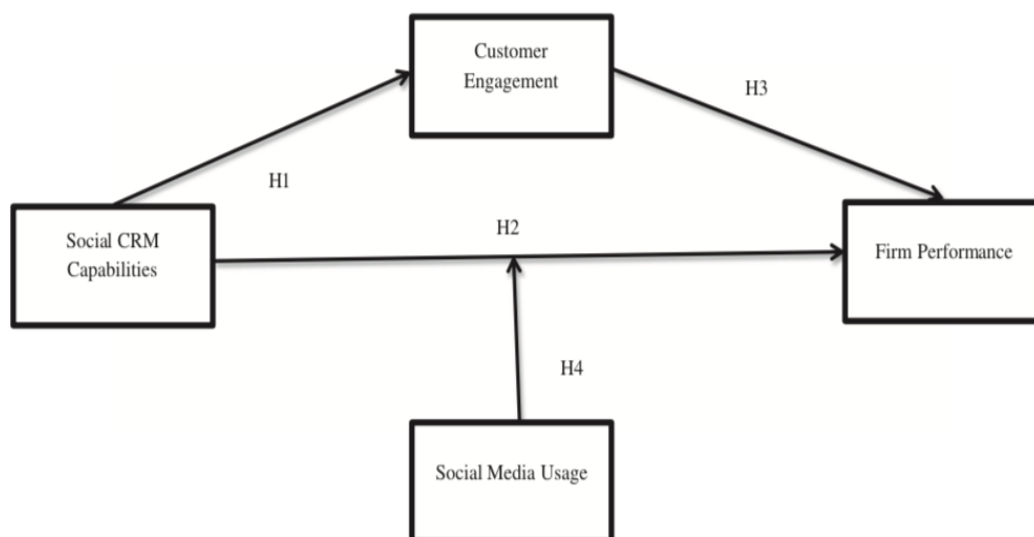 Customer
Engagement
H3
H1
H2
Social CRM
Capabilities
Firm Performance
H4
Social Media Usage